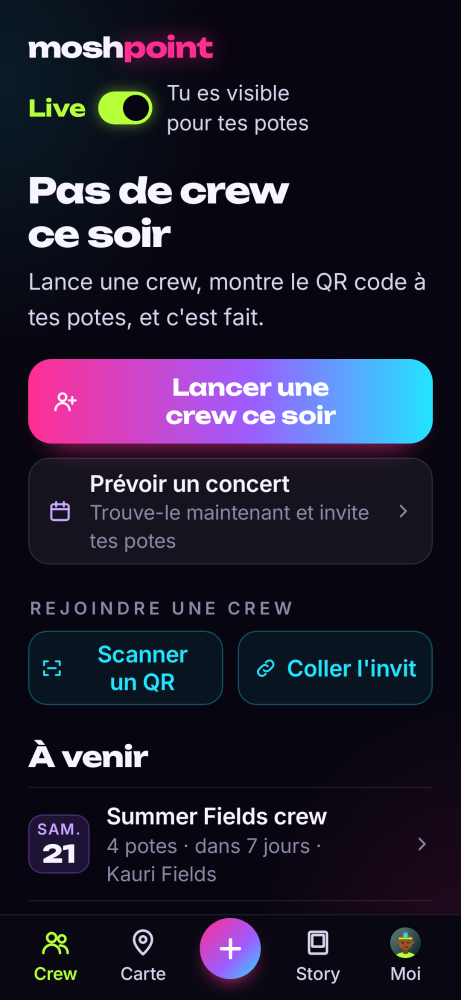 moshpoint
Live
Tu es visible
pour tes potes
Pas de crew
ce soir
Lance une crew, montre le QR code à
tes potes, et c'est fait.
Lancer une
crew ce soir
Prévoir un concert
Trouve-le maintenant et invite
tes potes
REJOINDRE UNE CREW
Scanner
un QR
Coller l'invit
À venir
SAM.
21
Summer Fields crew
4 potes · dans 7 jours ·
Kauri Fields
Crew
Carte
Story
Moi